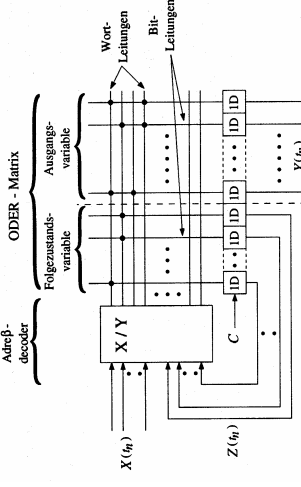 Adreß-
decoder
ODER - Matrix
Folgezustands-
variable
Ausgangs-
variable
Wort-
Leitungen
Bit-
Leitungen
X / Y
X(tn)
Z(tn)
C
1D
1D
1D
1D
1D
1D